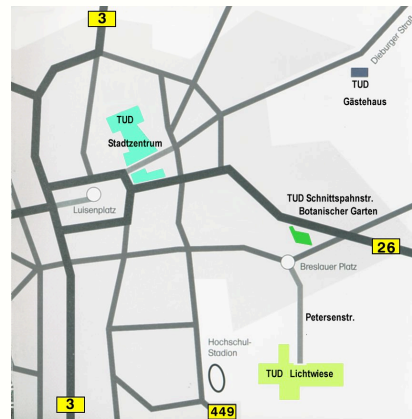 3
Dieburger Straß
TUD
Gästehaus
TUD
Stadtzentrum
TUD Schnittspahnstr.
Botanischer Garten
Luisenplatz
26
Breslauer Platz
Petersenstr.
Hochschul-
Stadion
TUD Lichtwiese
3
449